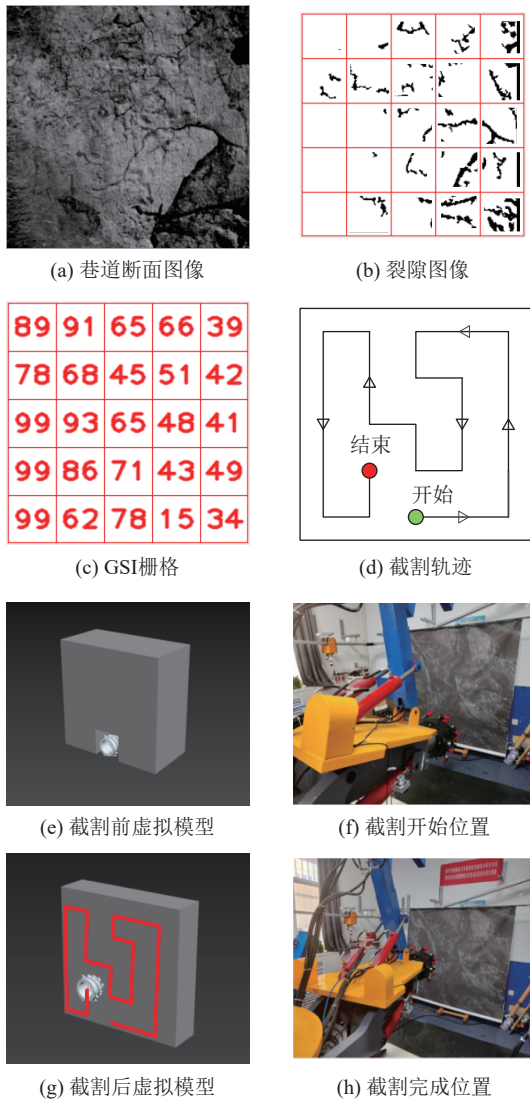 (a) 巷道断面图像
(b) 裂隙图像
89 91 65 66 39
78 68 45 51 42
99 93 65 48 41
99 86 71 43 49
99 62 78 15 34
结束
开始
(c) GSI栅格
(d) 截割轨迹
(e) 截割前虚拟模型
(f) 截割开始位置
(g) 截割后虚拟模型
(h) 截割完成位置